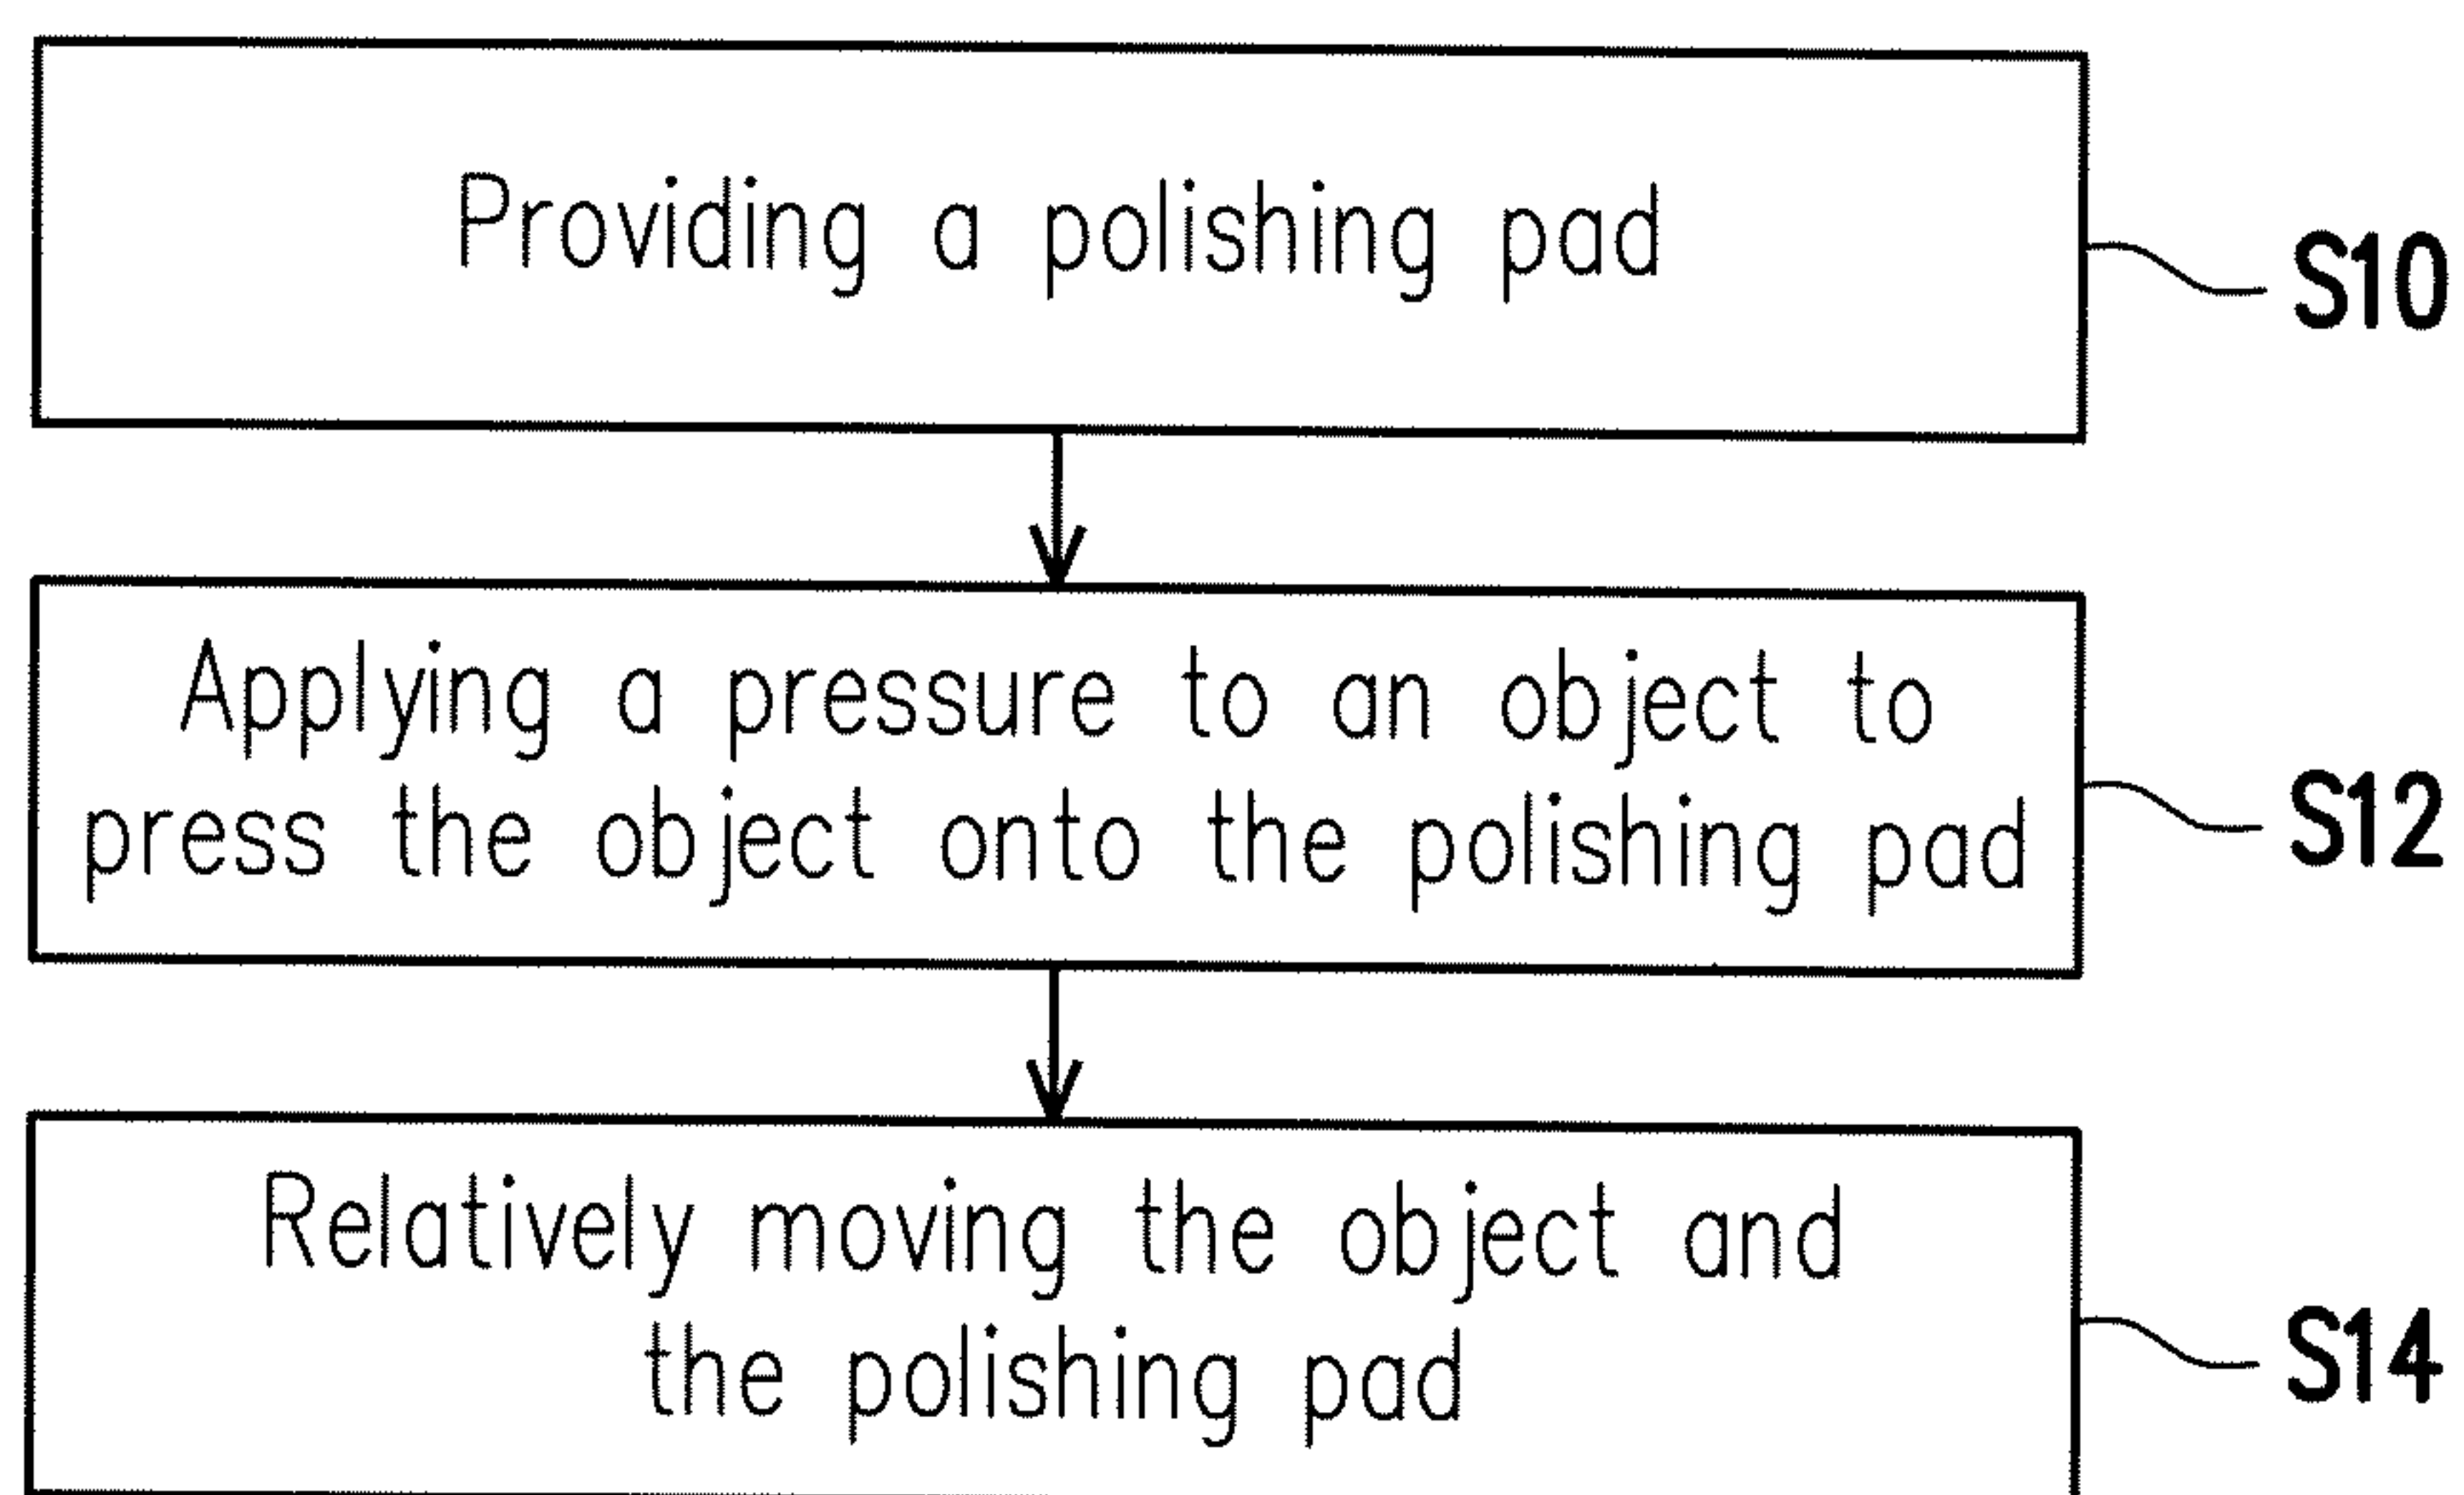 Providing a polishing pad
S10
Applying a pressure to an object to
press the object onto the polishing pad
S12
Relatively moving the object and
the polishing pad
S14